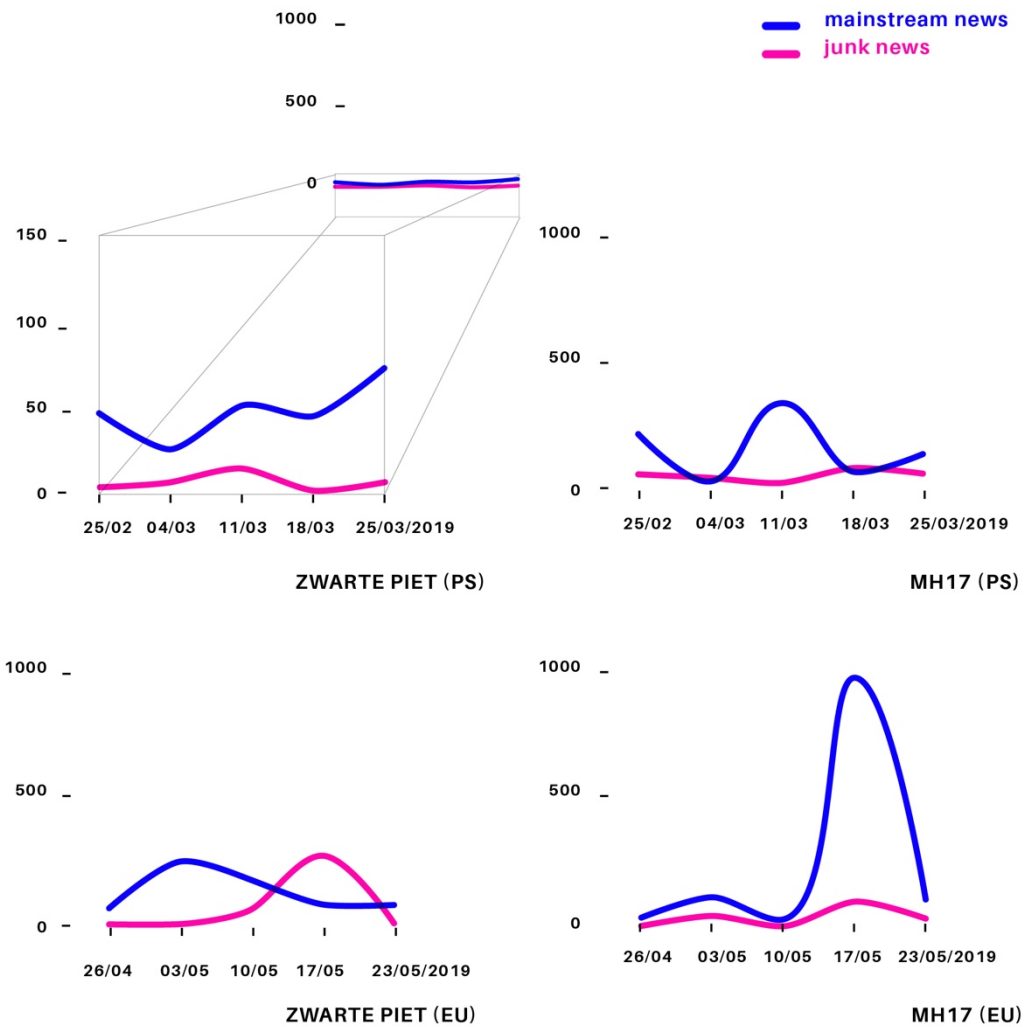 mainstream news
junk news
1000
500
0
150
100
50
0
25/02 04/03 11/03 18/03 25/03/2019
ZWARTE PIET (PS)
1000
500
0
25/02 04/03 11/03 18/03 25/03/2019
MH17 (PS)
1000
500
0
26/04 03/05 10/05 17/05 23/05/2019
ZWARTE PIET (EU)
1000
500
0
26/04 03/05 10/05 17/05 23/05/2019
MH17 (EU)